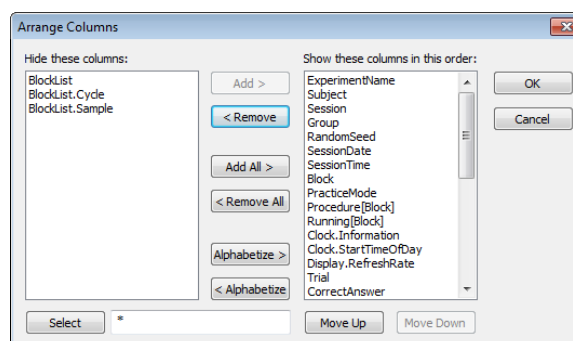 Arrange Columns
Hide these columns:
BlockList
BlockList.Cycle
BlockList.Sample
Add >
< Remove
Add All >
< Remove All
Alphabetize >
< Alphabetize
Show these columns in this order:
ExperimentName
Subject
Session
Group
RandomSeed
SessionDate
SessionTime
Block
PracticeMode
Procedure[Block]
Running[Block]
Clock.Information
Clock.StartTimeOfDay
Display.RefreshRate
Trial
CorrectAnswer
OK
Cancel
Select
*
Move Up
Move Down